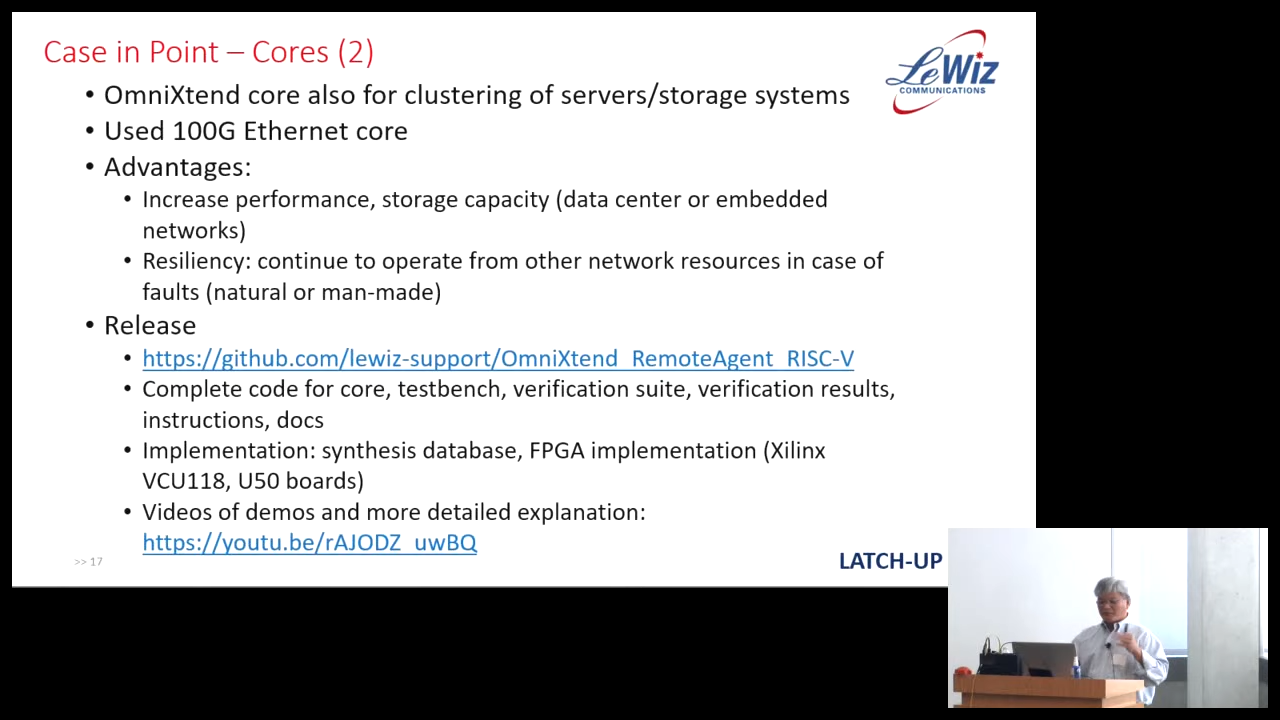 Case in Point – Cores (2)
LeWiz
COMMUNICATIONS
• OmniXtend core also for clustering of servers/storage systems
• Used 100G Ethernet core
• Advantages:
• Increase performance, storage capacity (data center or embedded
networks)
• Resiliency: continue to operate from other network resources in case of
faults (natural or man-made)
• Release
• https://github.com/lewiz-support/OmniXtend_RemoteAgent_RISC-V
• Complete code for core, testbench, verification suite, verification results,
instructions, docs
• Implementation: synthesis database, FPGA implementation (Xilinx
VCU118, U50 boards)
• Videos of demos and more detailed explanation:
https://youtu.be/rAJODZ_uwBQ
>> 17
LATCH-UP